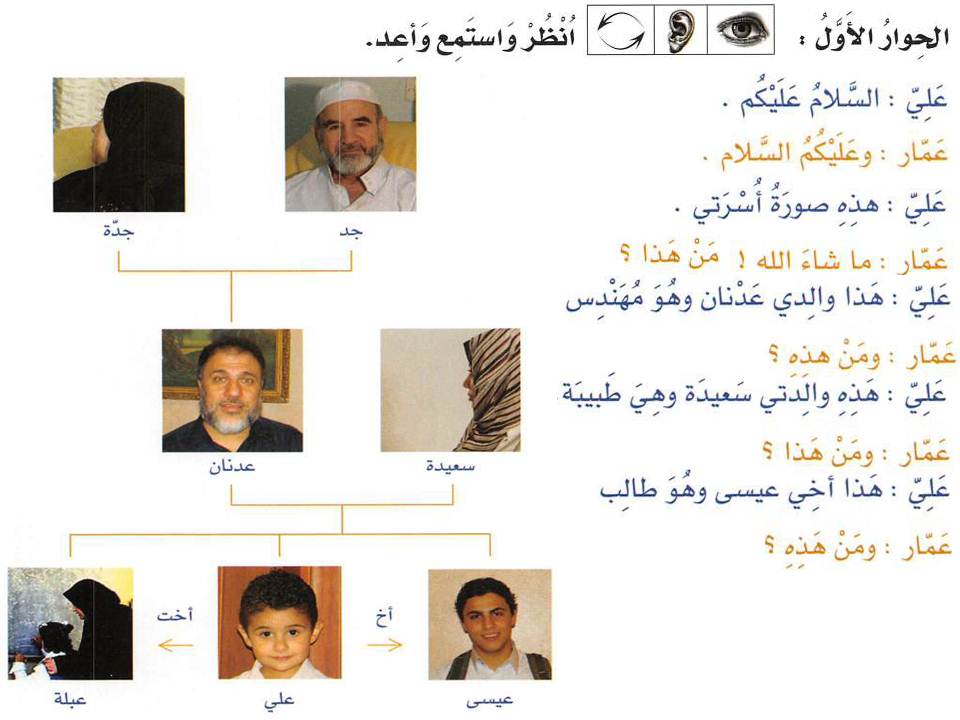 الحِوارُ الأَوَّلُ : اُنْظُرْ وَاستَمِع وَأعِد.
عَلِيّ : السَّلامُ عَلَيْكُم .
عَمّار : وعَلَيْكُمُ السَّلام .
عَلِيّ : هذِهِ صورَةُ أُسْرَتي .
عَمّار : ما شاءَ الله ! مَنْ هَذا ؟
عَلِيّ : هَذا والِدي عَدْنان وهُوَ مُهَنْدِس
عَمّار : ومَنْ هذِهِ ؟
عَلِيّ : هَذِهِ والِدَتي سَعيدَة وهِيَ طَبيبَة
عَمّار : ومَنْ هَذا ؟
عَلِيّ : هَذا أخِي عيسى وهُوَ طالِب
عَمّار : ومَنْ هَذِهِ ؟
جد
جدّة
سعيدة
عدنان
أخ
أخت
عيسى
علي
عبلة